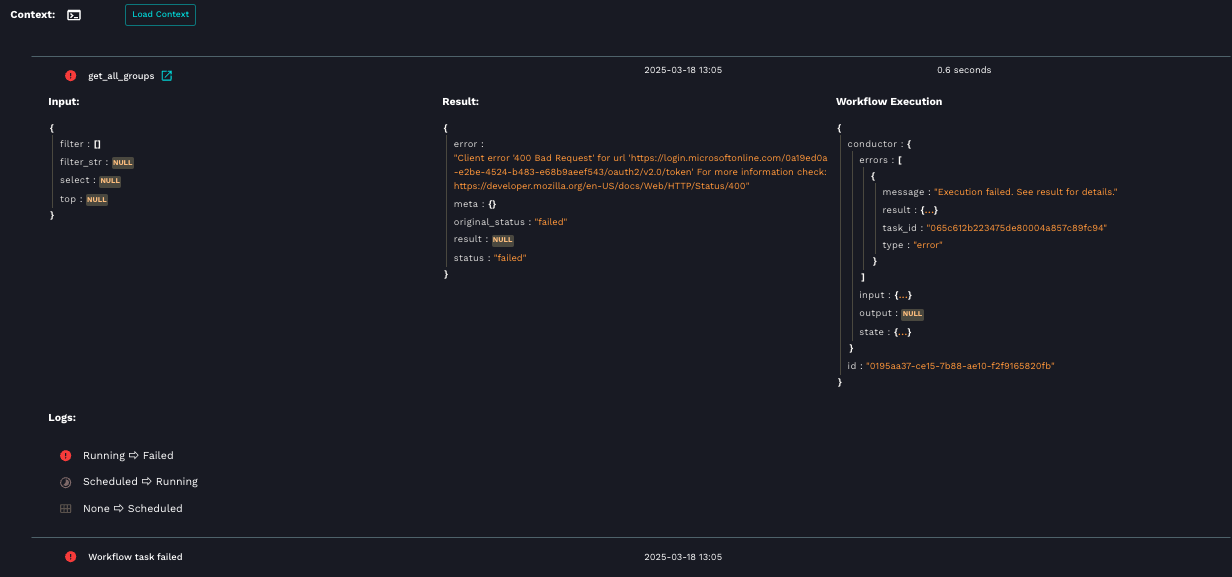 Context:
Load Context
get_all_groups
2025-03-18 13:05
0.6 seconds
Input:
{
filter : []
filter_str : NULL
select : NULL
top : NULL
}
Result:
{
error :
"Client error '400 Bad Request' for url 'https://login.microsoftonline.com/0a19ed0a
-e2be-4524-b483-e68b9aeef543/oauth2/v2.0/token' For more information check:
https://developer.mozilla.org/en-US/docs/Web/HTTP/Status/400"
meta : {}
original_status : "failed"
result : NULL
status : "failed"
}
Workflow Execution
{
conductor : {
errors : [
{
message : "Execution failed. See result for details."
result : {...}
task_id : "065c612b223475de80004a857c89fc94"
type : "error"
}
]
input : {...}
output : NULL
state : {...}
}
id : "0195aa37-ce15-7b88-ae10-f2f9165820fb"
}
Logs:
Running ⇨ Failed
Scheduled ⇨ Running
None ⇨ Scheduled
Workflow task failed
2025-03-18 13:05